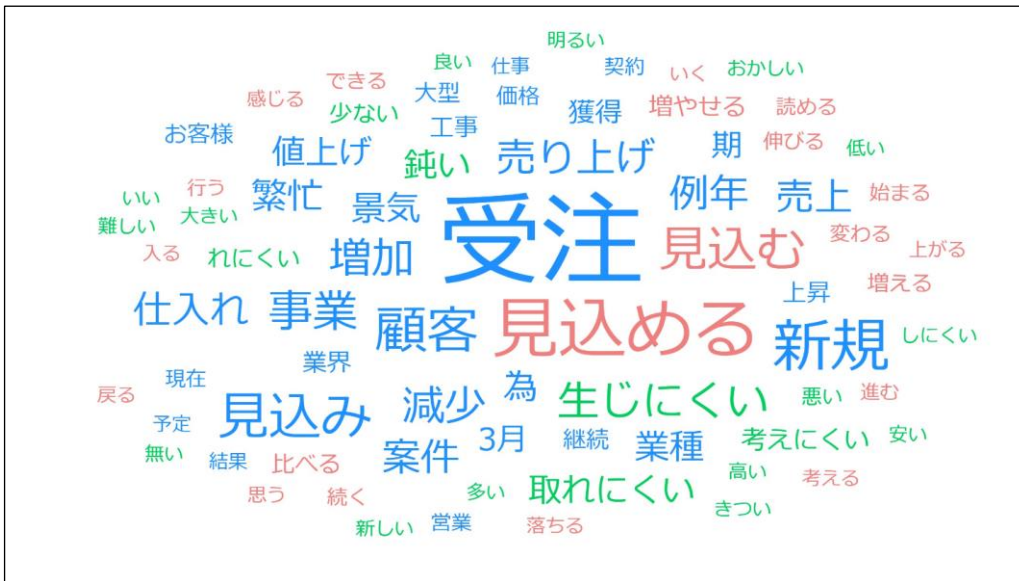 明るい
良い 仕事 契約 いく おかしい
感じる できる 大型 価格 獲得 増やせる 読める
少ない 工事
お客様 値上げ 鈍い 売り上げ 期 伸びる 低い
いい 行う 繁忙 景気 受注 例年 売上 始まる
難しい 大きい 見込む 変わる
入る れにくい 増加 上がる
仕入れ 事業 顧客 見込める 上昇 増える
業界 新規 しにくい
戻る 現在 見込み 減少 為 生じにくい 悪い 進む
予定 3月 継続 業種 考えにくい 安い
無い 結果 比べる 案件 高い 考える
思う 続く 多い 取れにくい きつい
新しい 営業 落ちる